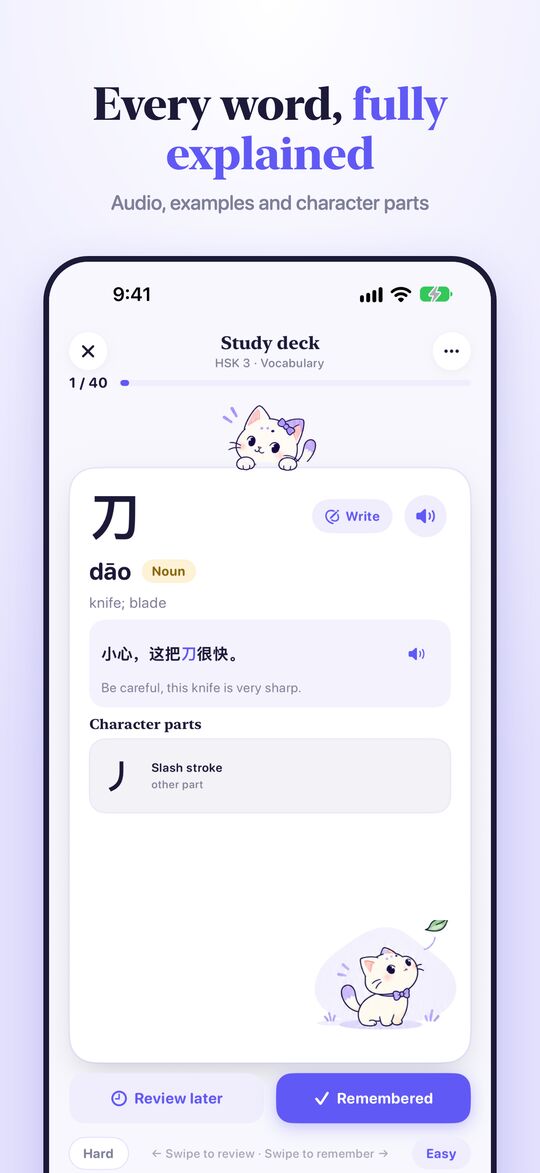 Every word, fully
explained
Audio, examples and character parts
9:41
Study deck
HSK 3 · Vocabulary
1 / 40
刀
Write
dāo
Noun
knife; blade
小心，这把刀很快。
Be careful, this knife is very sharp.
Character parts
丿
Slash stroke
other part
Review later
Remembered
Hard
← Swipe to review · Swipe to remember →
Easy